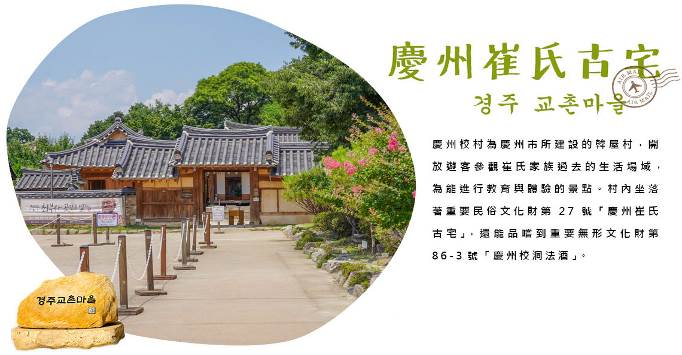 慶州崔氏古宅
경주 교촌마을
AIR MAIL
AIR MAIL
慶州校村為慶州市所建設的韓屋村，開
放遊客參觀崔氏家族過去的生活場域，
為能進行教育與體驗的景點。村內坐落
著重要民俗文化財第 27 號「慶州崔氏
古宅」，還能品嚐到重要無形文化財第
86-3 號「慶州校洞法酒」。
경주교촌마을